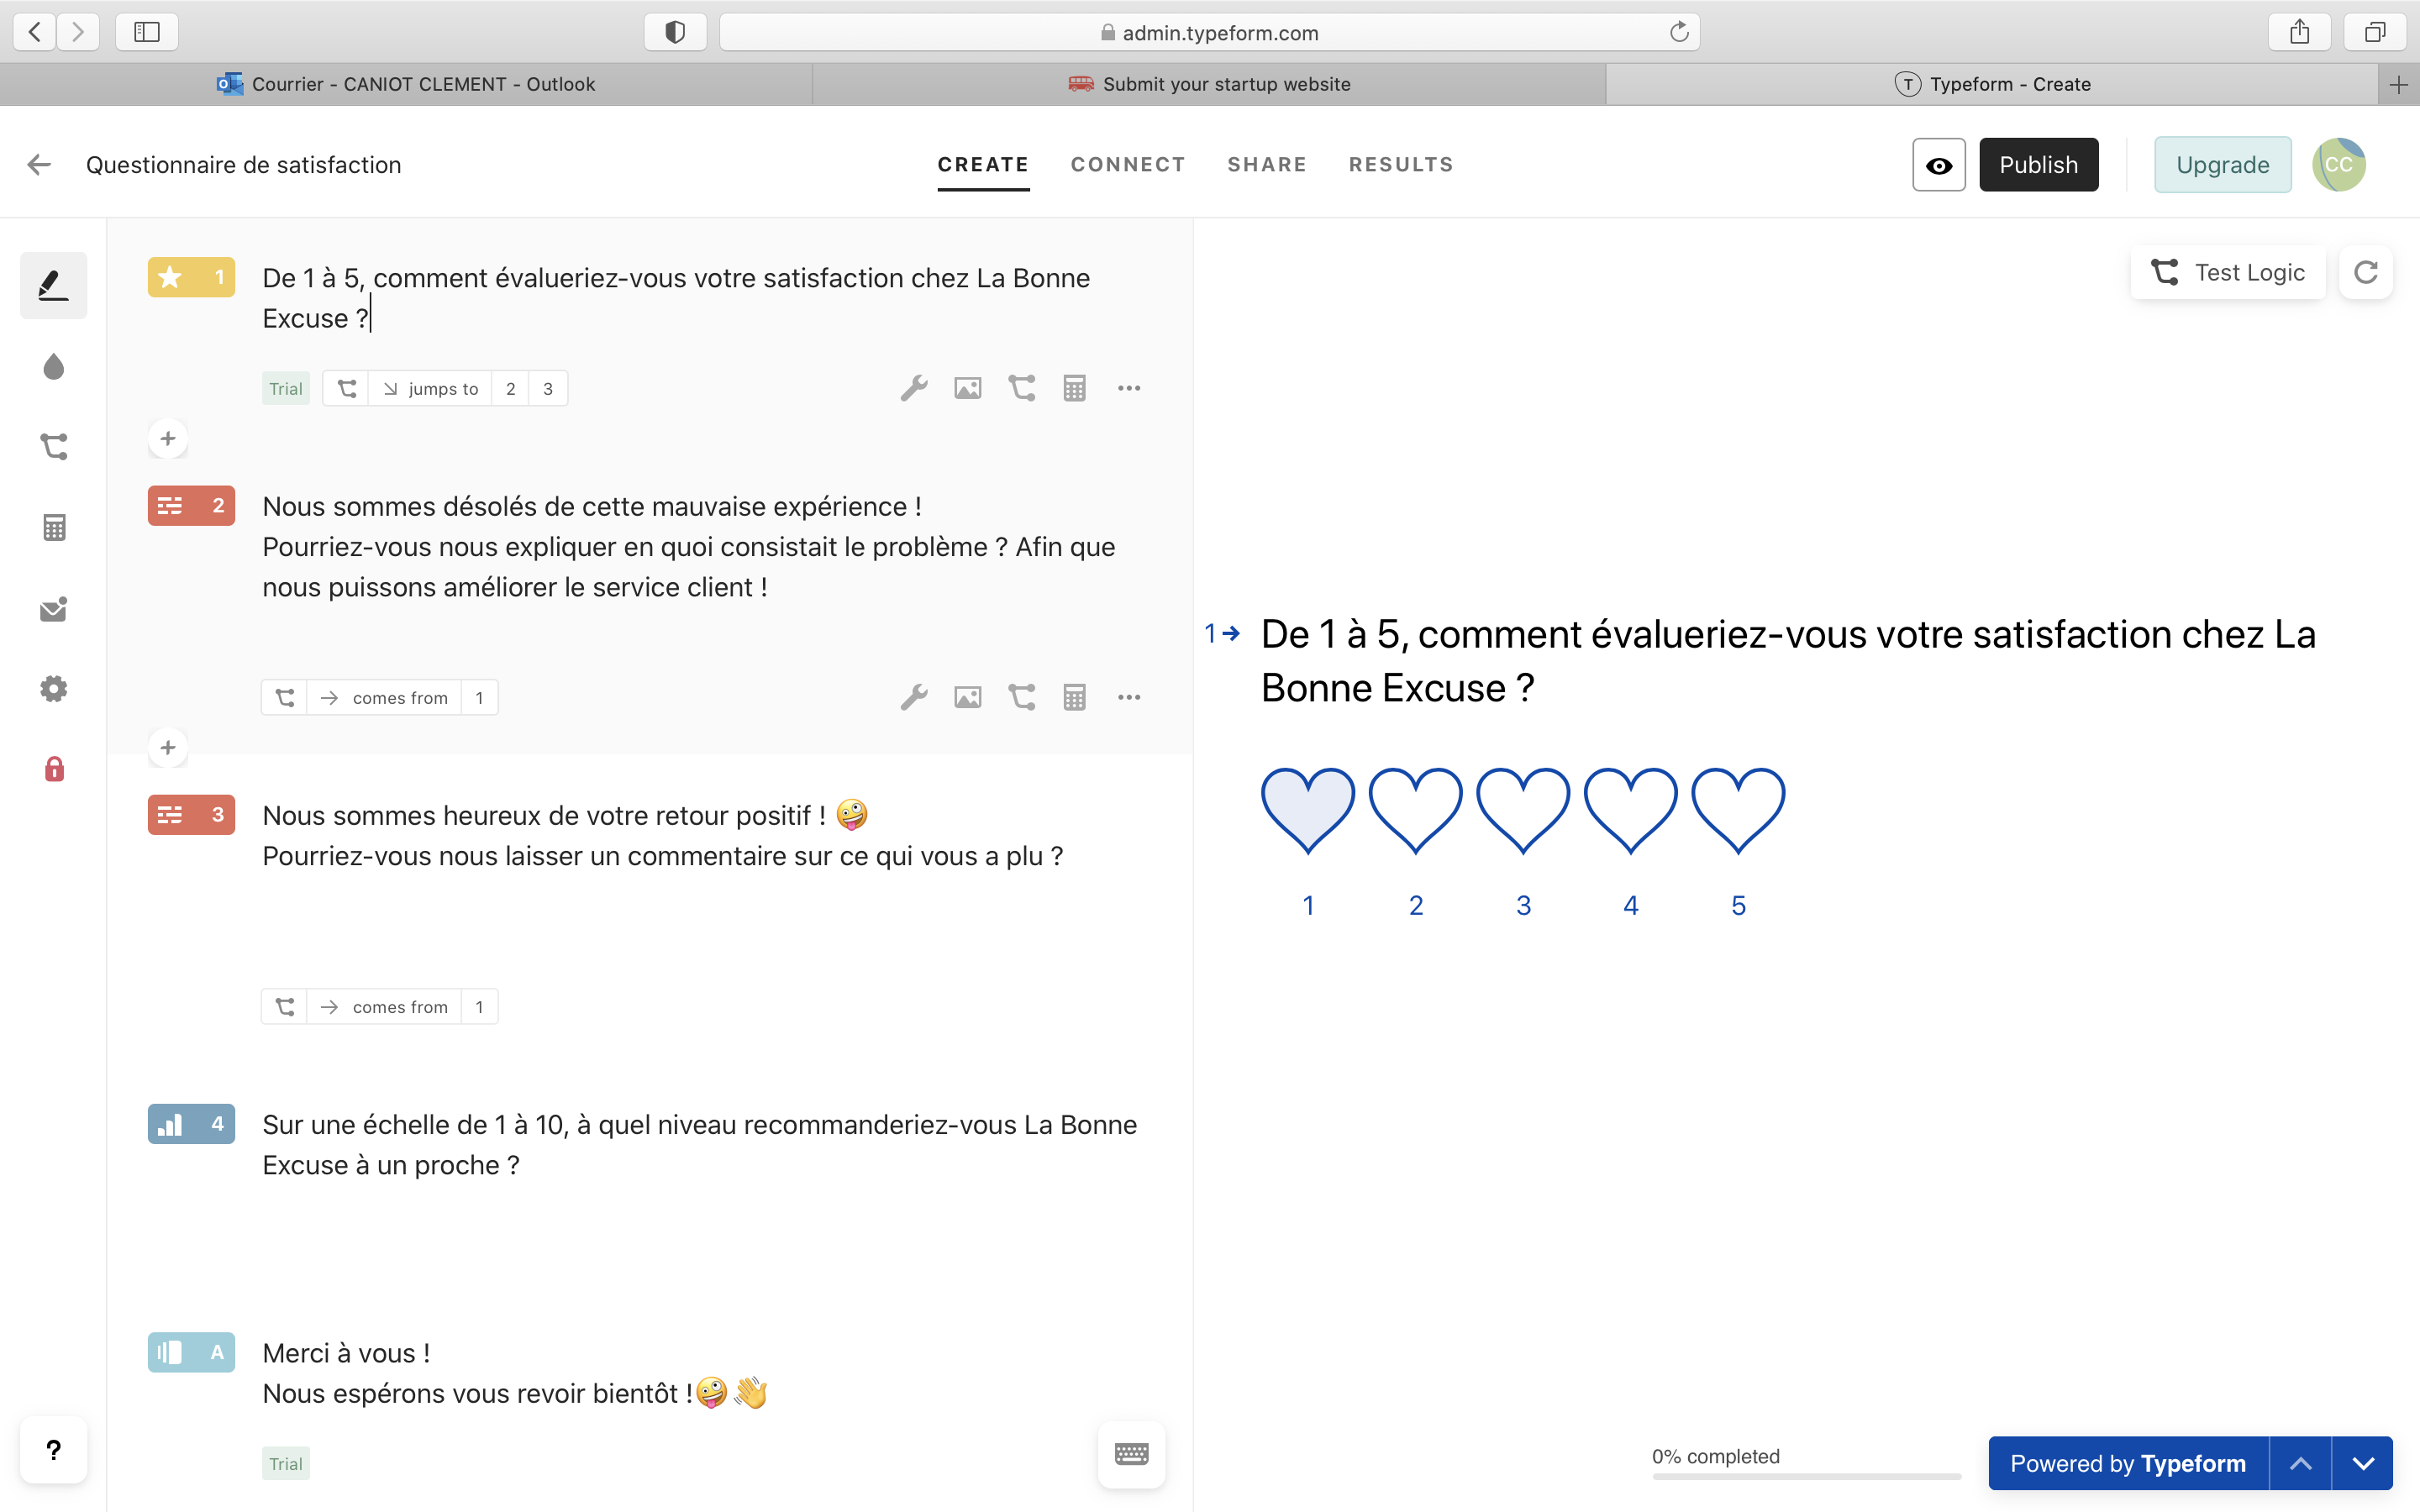 admin.typeform.com
Courrier - CANIOT CLEMENT - Outlook
Submit your startup website
T Typeform - Create
Questionnaire de satisfaction
CREATE CONNECT SHARE RESULTS
Publish
Upgrade
CC
Test Logic
1
De 1 à 5, comment évalueriez-vous votre satisfaction chez La Bonne
Excuse ?
Trial
jumps to 2 3
2
Nous sommes désolés de cette mauvaise expérience !
Pourriez-vous nous expliquer en quoi consistait le problème ? Afin que
nous puissons améliorer le service client !
comes from 1
3
Nous sommes heureux de votre retour positif ! 🤪
Pourriez-vous nous laisser un commentaire sur ce qui vous a plu ?
comes from 1
4
Sur une échelle de 1 à 10, à quel niveau recommanderiez-vous La Bonne
Excuse à un proche ?
A
Merci à vous !
Nous espérons vous revoir bientôt !🤪👋
Trial
?
1→ De 1 à 5, comment évalueriez-vous votre satisfaction chez La
Bonne Excuse ?
1 2 3 4 5
0% completed
Powered by Typeform